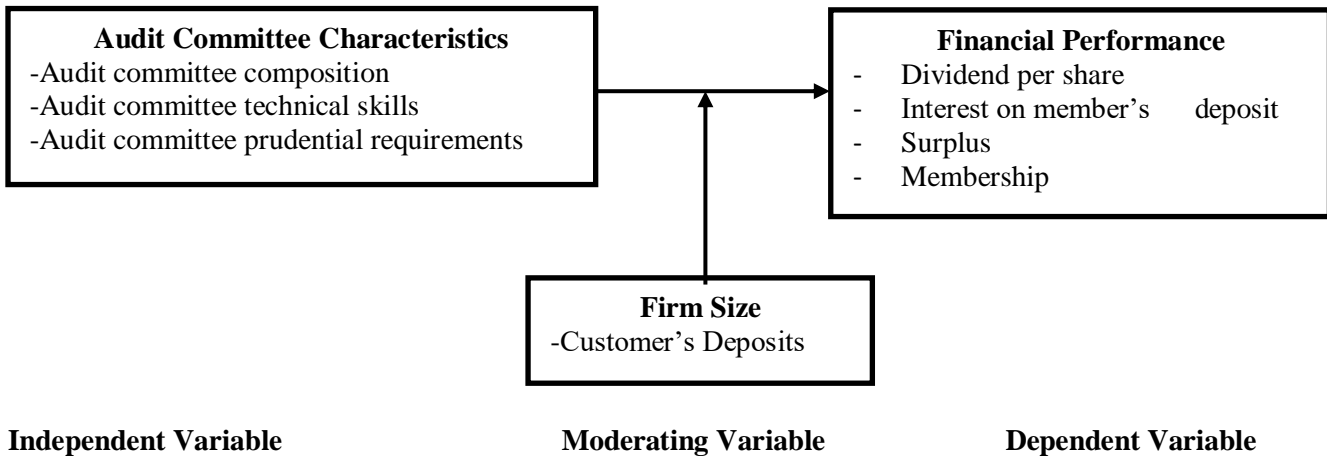 Audit Committee Characteristics
-Audit committee composition
-Audit committee technical skills
-Audit committee prudential requirements
Financial Performance
- Dividend per share
- Interest on member’s deposit
- Surplus
- Membership
Firm Size
-Customer’s Deposits
Independent Variable
Moderating Variable
Dependent Variable